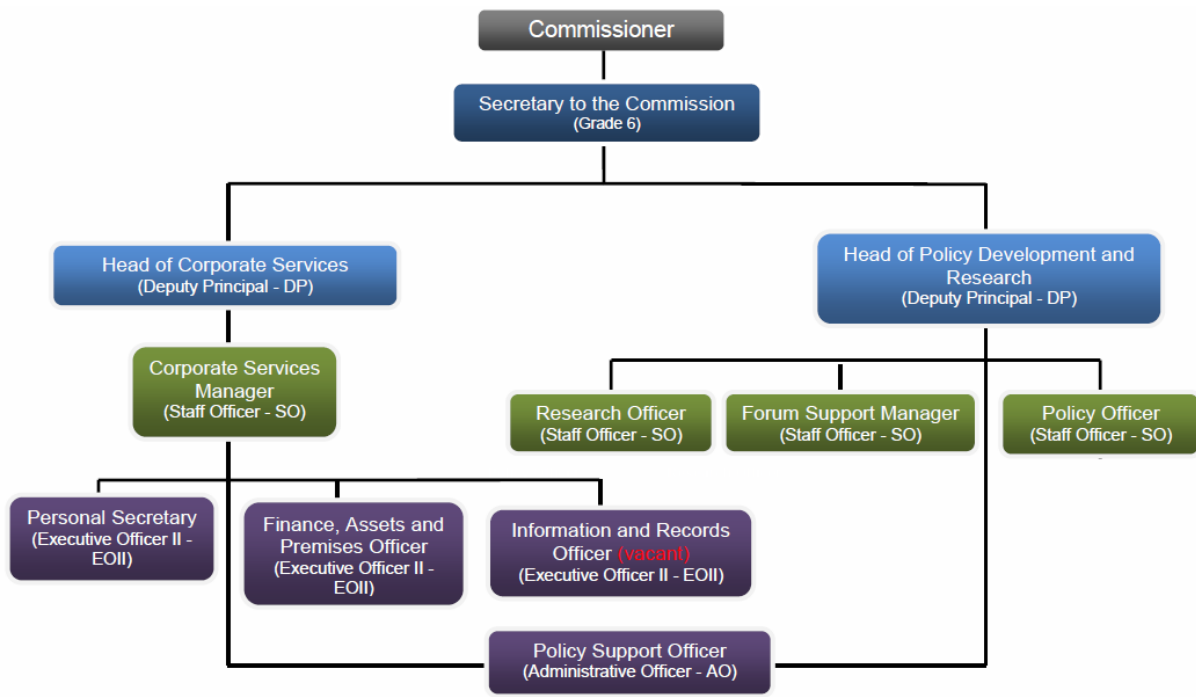 Commissioner
Secretary to the Commission
(Grade 6)
Head of Corporate Services
(Deputy Principal - DP)
Head of Policy Development and
Research
(Deputy Principal - DP)
Corporate Services
Manager
(Staff Officer - SO)
Research Officer
(Staff Officer - SO)
Forum Support Manager
(Staff Officer - SO)
Policy Officer
(Staff Officer - SO)
Personal Secretary
(Executive Officer II -
EOII)
Finance, Assets and
Premises Officer
(Executive Officer II -
EOII)
Information and Records
Officer (vacant)
(Executive Officer II - EOII)
Policy Support Officer
(Administrative Officer - AO)